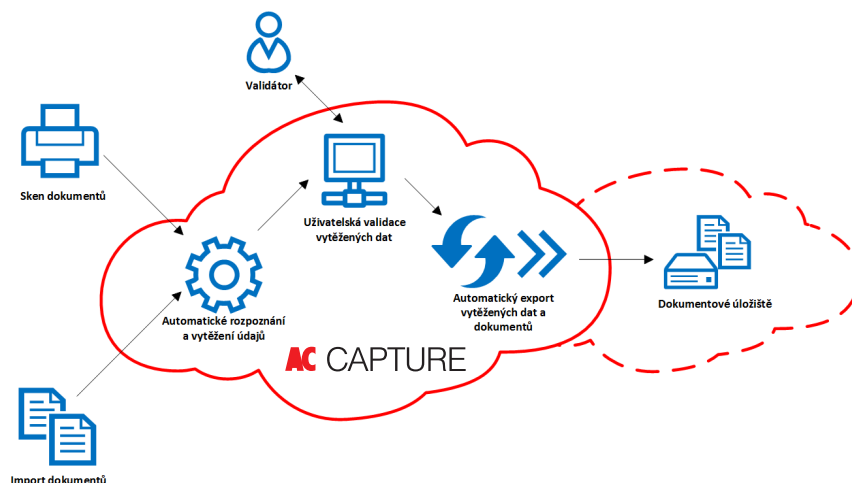 Validátor
Sken dokumentů
Uživatelská validace
vytěžených dat
Automatické rozpoznání
a vytěžení údajů
Automatický export
vytěžených dat a
dokumentů
Dokumentové úložiště
AC CAPTURE
Import dokumentů